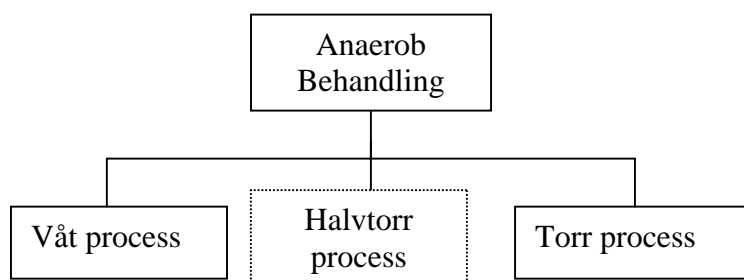 Anaerob
Behandling
Våt process
Halvtorr
process
Torr process